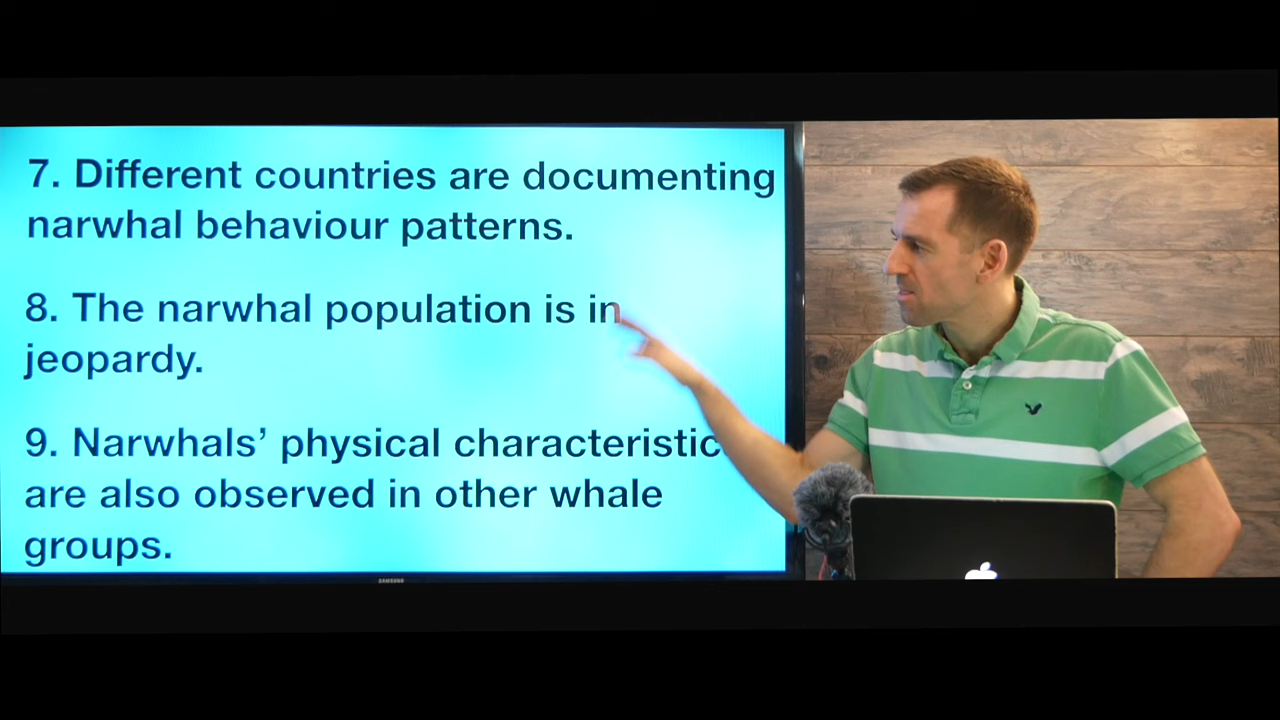 7. Different countries are documenting
narwhal behaviour patterns.
8. The narwhal population is in
jeopardy.
9. Narwhals’ physical characteristic
are also observed in other whale
groups.
SAMSUNG